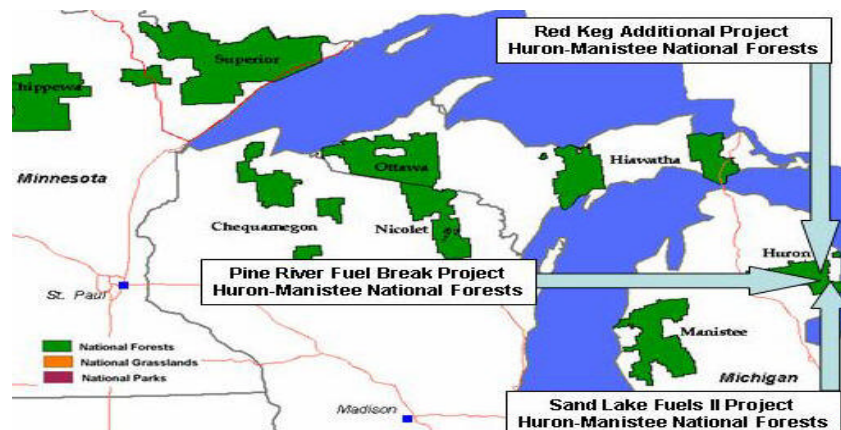 Red Keg Additional Project
Huron-Manistee National Forests
Superior
Chippewa
Ottawa
Hiawatha
Minnesota
Chequamegon
Nicolet
Huron
Pine River Fuel Break Project
Huron-Manistee National Forests
St. Paul
Manistee
National Forests
National Grasslands
National Parks
Michigan
Madison
Sand Lake Fuels II Project
Huron-Manistee National Forests